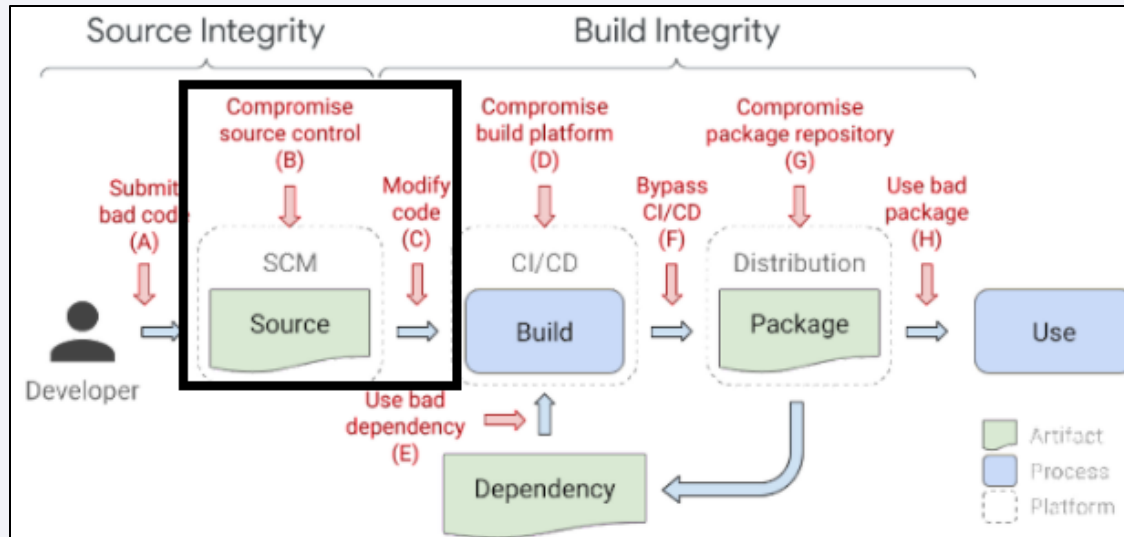 Source Integrity
Build Integrity
Compromise
source control
(B)
Compromise
build platform
(D)
Compromise
package repository
(G)
Submit
bad code
(A)
Modify
code
(C)
Bypass
CI/CD
(F)
Use bad
package
(H)
SCM
CI/CD
Distribution
Source
Build
Package
Use
Developer
Use bad
dependency
(E)
Dependency
Artifact
Process
Platform